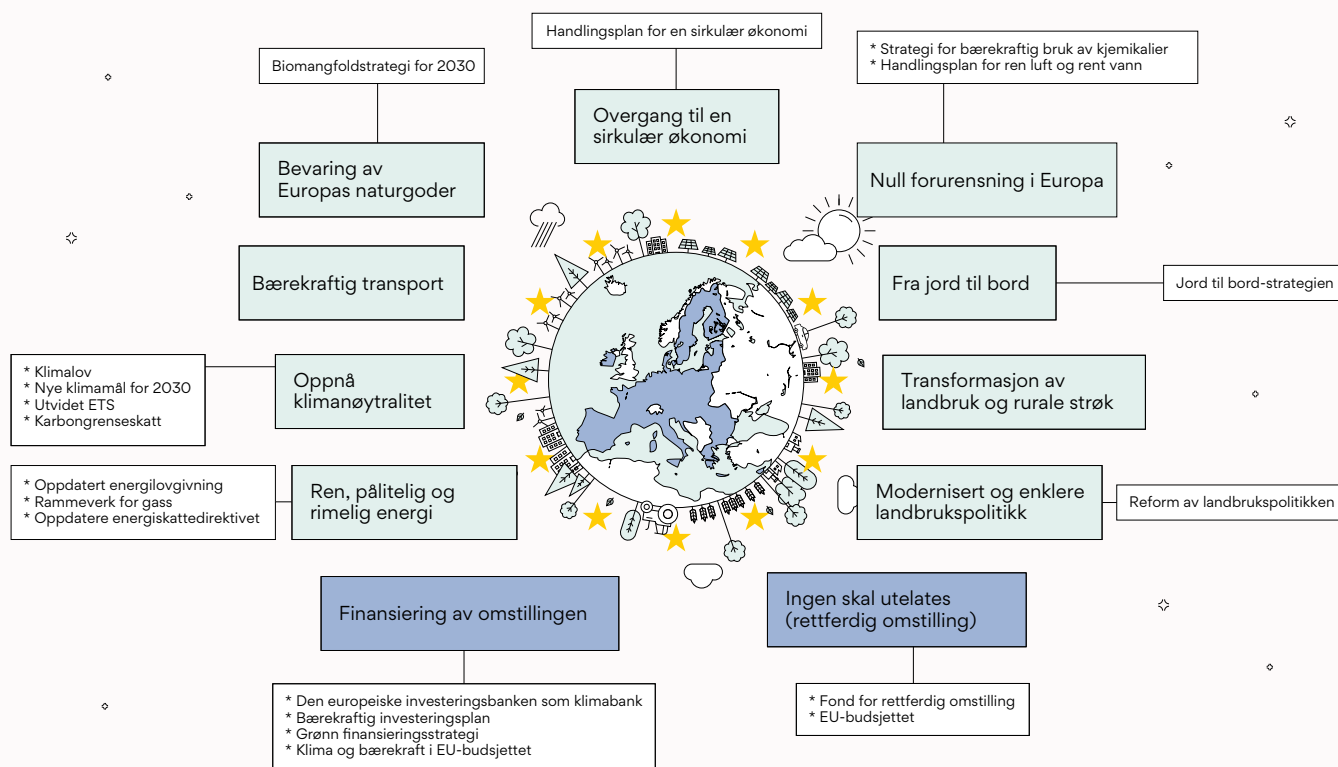 Handlingsplan for en sirkulær økonomi
Overgang til en
sirkulær økonomi
Biomangfoldstrategi for 2030
Bevaring av
Europas naturgoder
* Strategi for bærekraftig bruk av kjemikalier
* Handlingsplan for ren luft og rent vann
Null forurensning i Europa
Bærekraftig transport
Fra jord til bord
Jord til bord-strategien
* Klimalov
* Nye klimamål for 2030
* Utvidet ETS
* Karbongrenseskatt
Oppnå
klimanøytralitet
Transformasjon av
landbruk og rurale strøk
* Oppdatert energilovgivning
* Rammeverk for gass
* Oppdatere energiskattedirektivet
Ren, pålitelig og
rimelig energi
Modernisert og enklere
landbrukspolitikk
Reform av landbrukspolitikken
Finansiering av omstillingen
* Den europeiske investeringsbanken som klimabank
* Bærekraftig investeringsplan
* Grønn finansieringsstrategi
* Klima og bærekraft i EU-budsjettet
Ingen skal utelates
(rettferdig omstilling)
* Fond for rettferdig omstilling
* EU-budsjettet